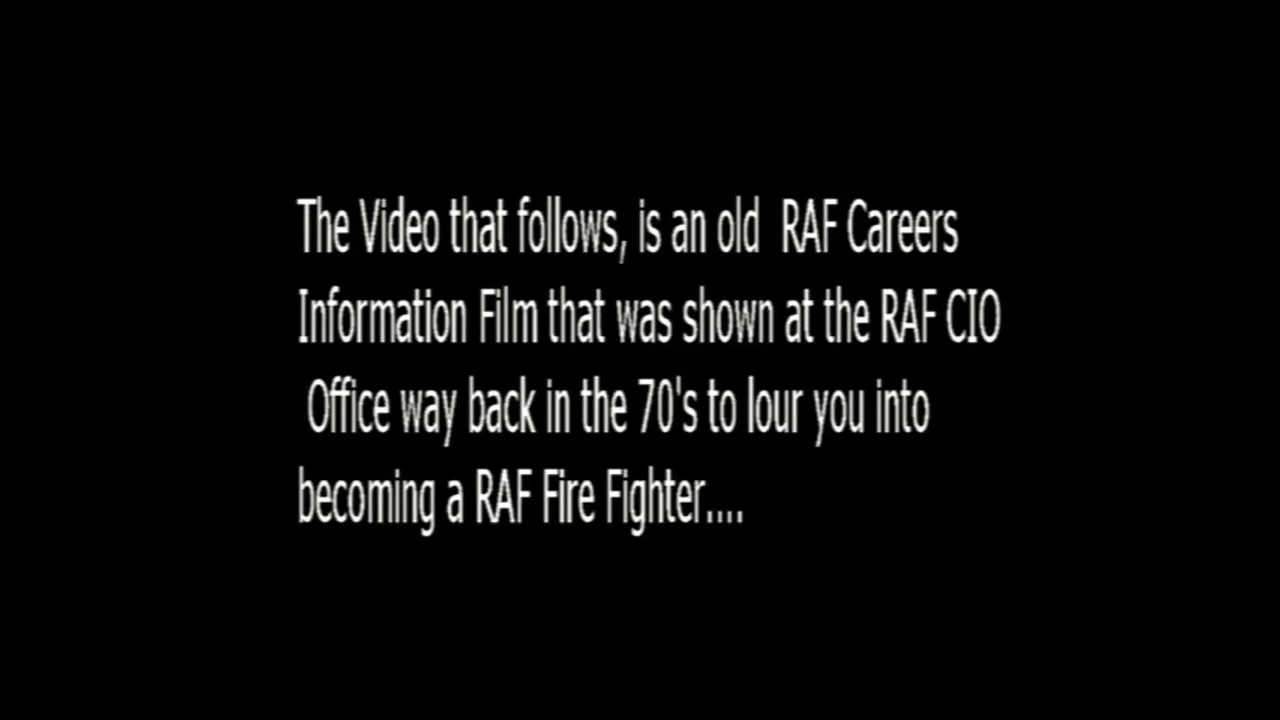 The Video that follows, is an old  RAF Careers
Information Film that was shown at the RAF CIO
Office way back in the 70's to lour you into
becoming a RAF Fire Fighter....